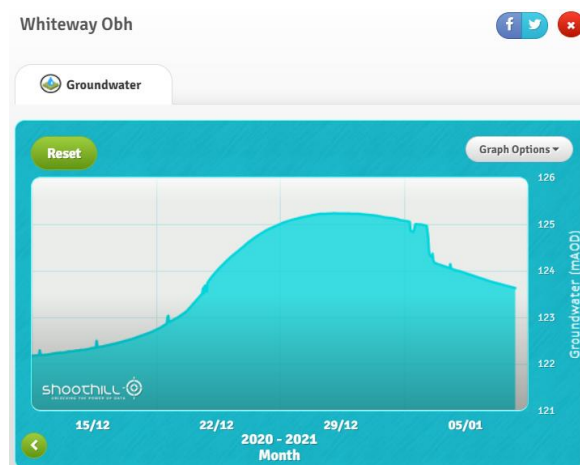 Whiteway Obh
f
Groundwater
Reset
Graph Options
126
125
124
123
122
121
Groundwater (mAOD)
shoothill
UNLOCKING THE POWER OF DATA
15/12
22/12
29/12
05/01
2020 - 2021
Month